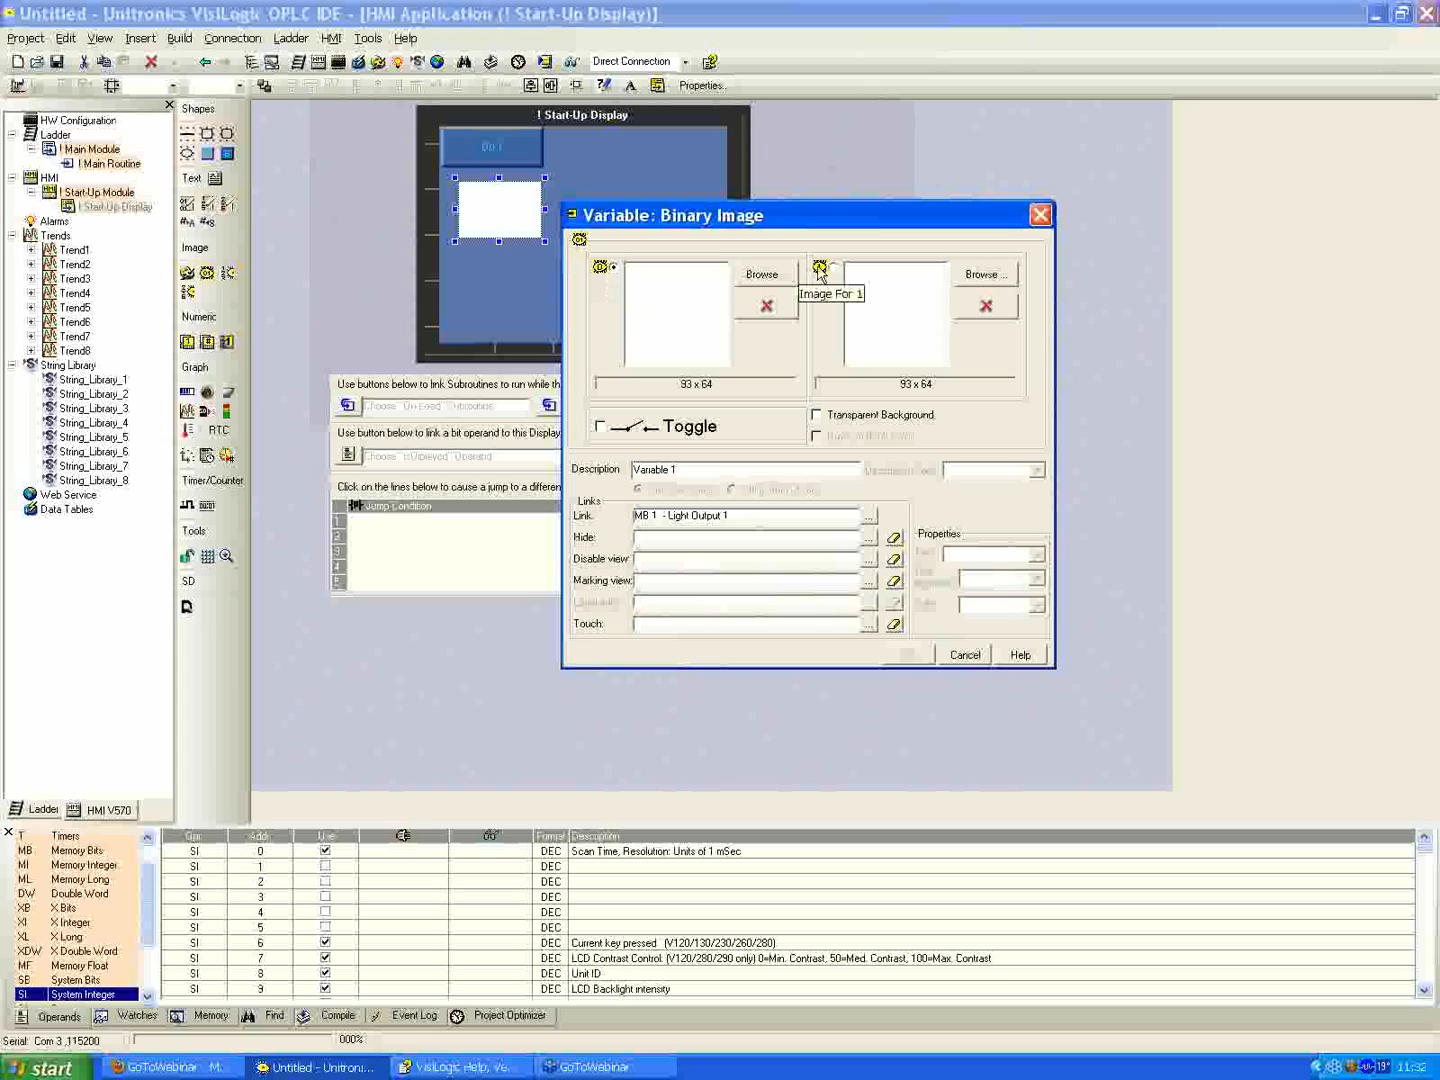 Untitled - Unitronics VisiLogic OPLC IDE - [HMI Application (! Start-Up Display)]
Project Edit View Insert Build Connection Ladder HMI Tools Help
Direct Connection
Properties..
HW Configuration
Ladder
! Main Module
! Main Routine
HMI
! Start-Up Module
! Start-Up Display
Alarms
Trends
Trend1
Trend2
Trend3
Trend4
Trend5
Trend6
Trend7
Trend8
String Library
String_Library_1
String_Library_2
String_Library_3
String_Library_4
String_Library_5
String_Library_6
String_Library_7
String_Library_8
Web Service
Data Tables
Ladder HMI V570
Shapes
Text
Image
Numeric
Graph
RTC
Timer/Counter
Tools
SD
! Start-Up Display
Use buttons below to link Subroutines to run while th
Use button below to link a bit operand to this Display
Click on the lines below to cause a jump to a differen
Jump Condition
1
2
3
4
5
Variable: Binary Image
Browse ...
Browse ...
Image For 1
93 x 64
93 x 64
Toggle
Transparent Background
Description Variable 1
Links
Link: MB 1 - Light Output 1
Hide:
Disable view:
Marking view:
Touch:
Properties
Cancel Help
T Timers
MB Memory Bits
MI Memory Integer
ML Memory Long
DW Double Word
XB X Bits
XI X Integer
XL X Long
XDW X Double Word
MF Memory Float
SB System Bits
SI System Integer
Format Description
SI 0 DEC Scan Time, Resolution: Units of 1 mSec
SI 1 DEC
SI 2 DEC
SI 3 DEC
SI 4 DEC
SI 5 DEC
SI 6 DEC Current key pressed (V120/130/230/260/280)
SI 7 DEC LCD Contrast Control: (V120/280/290 only) 0=Min. Contrast, 50=Med. Contrast, 100=Max. Contrast
SI 8 DEC Unit ID
SI 9 DEC LCD Backlight intensity
Operands Watches Memory Find Compile Event Log Project Optimizer
Serial: Com 3 ,115200 000%
start GoToWebinar M... Untitled - Unitroni... VisiLogic Help, Ve... GoToWebinar 19° 11:32